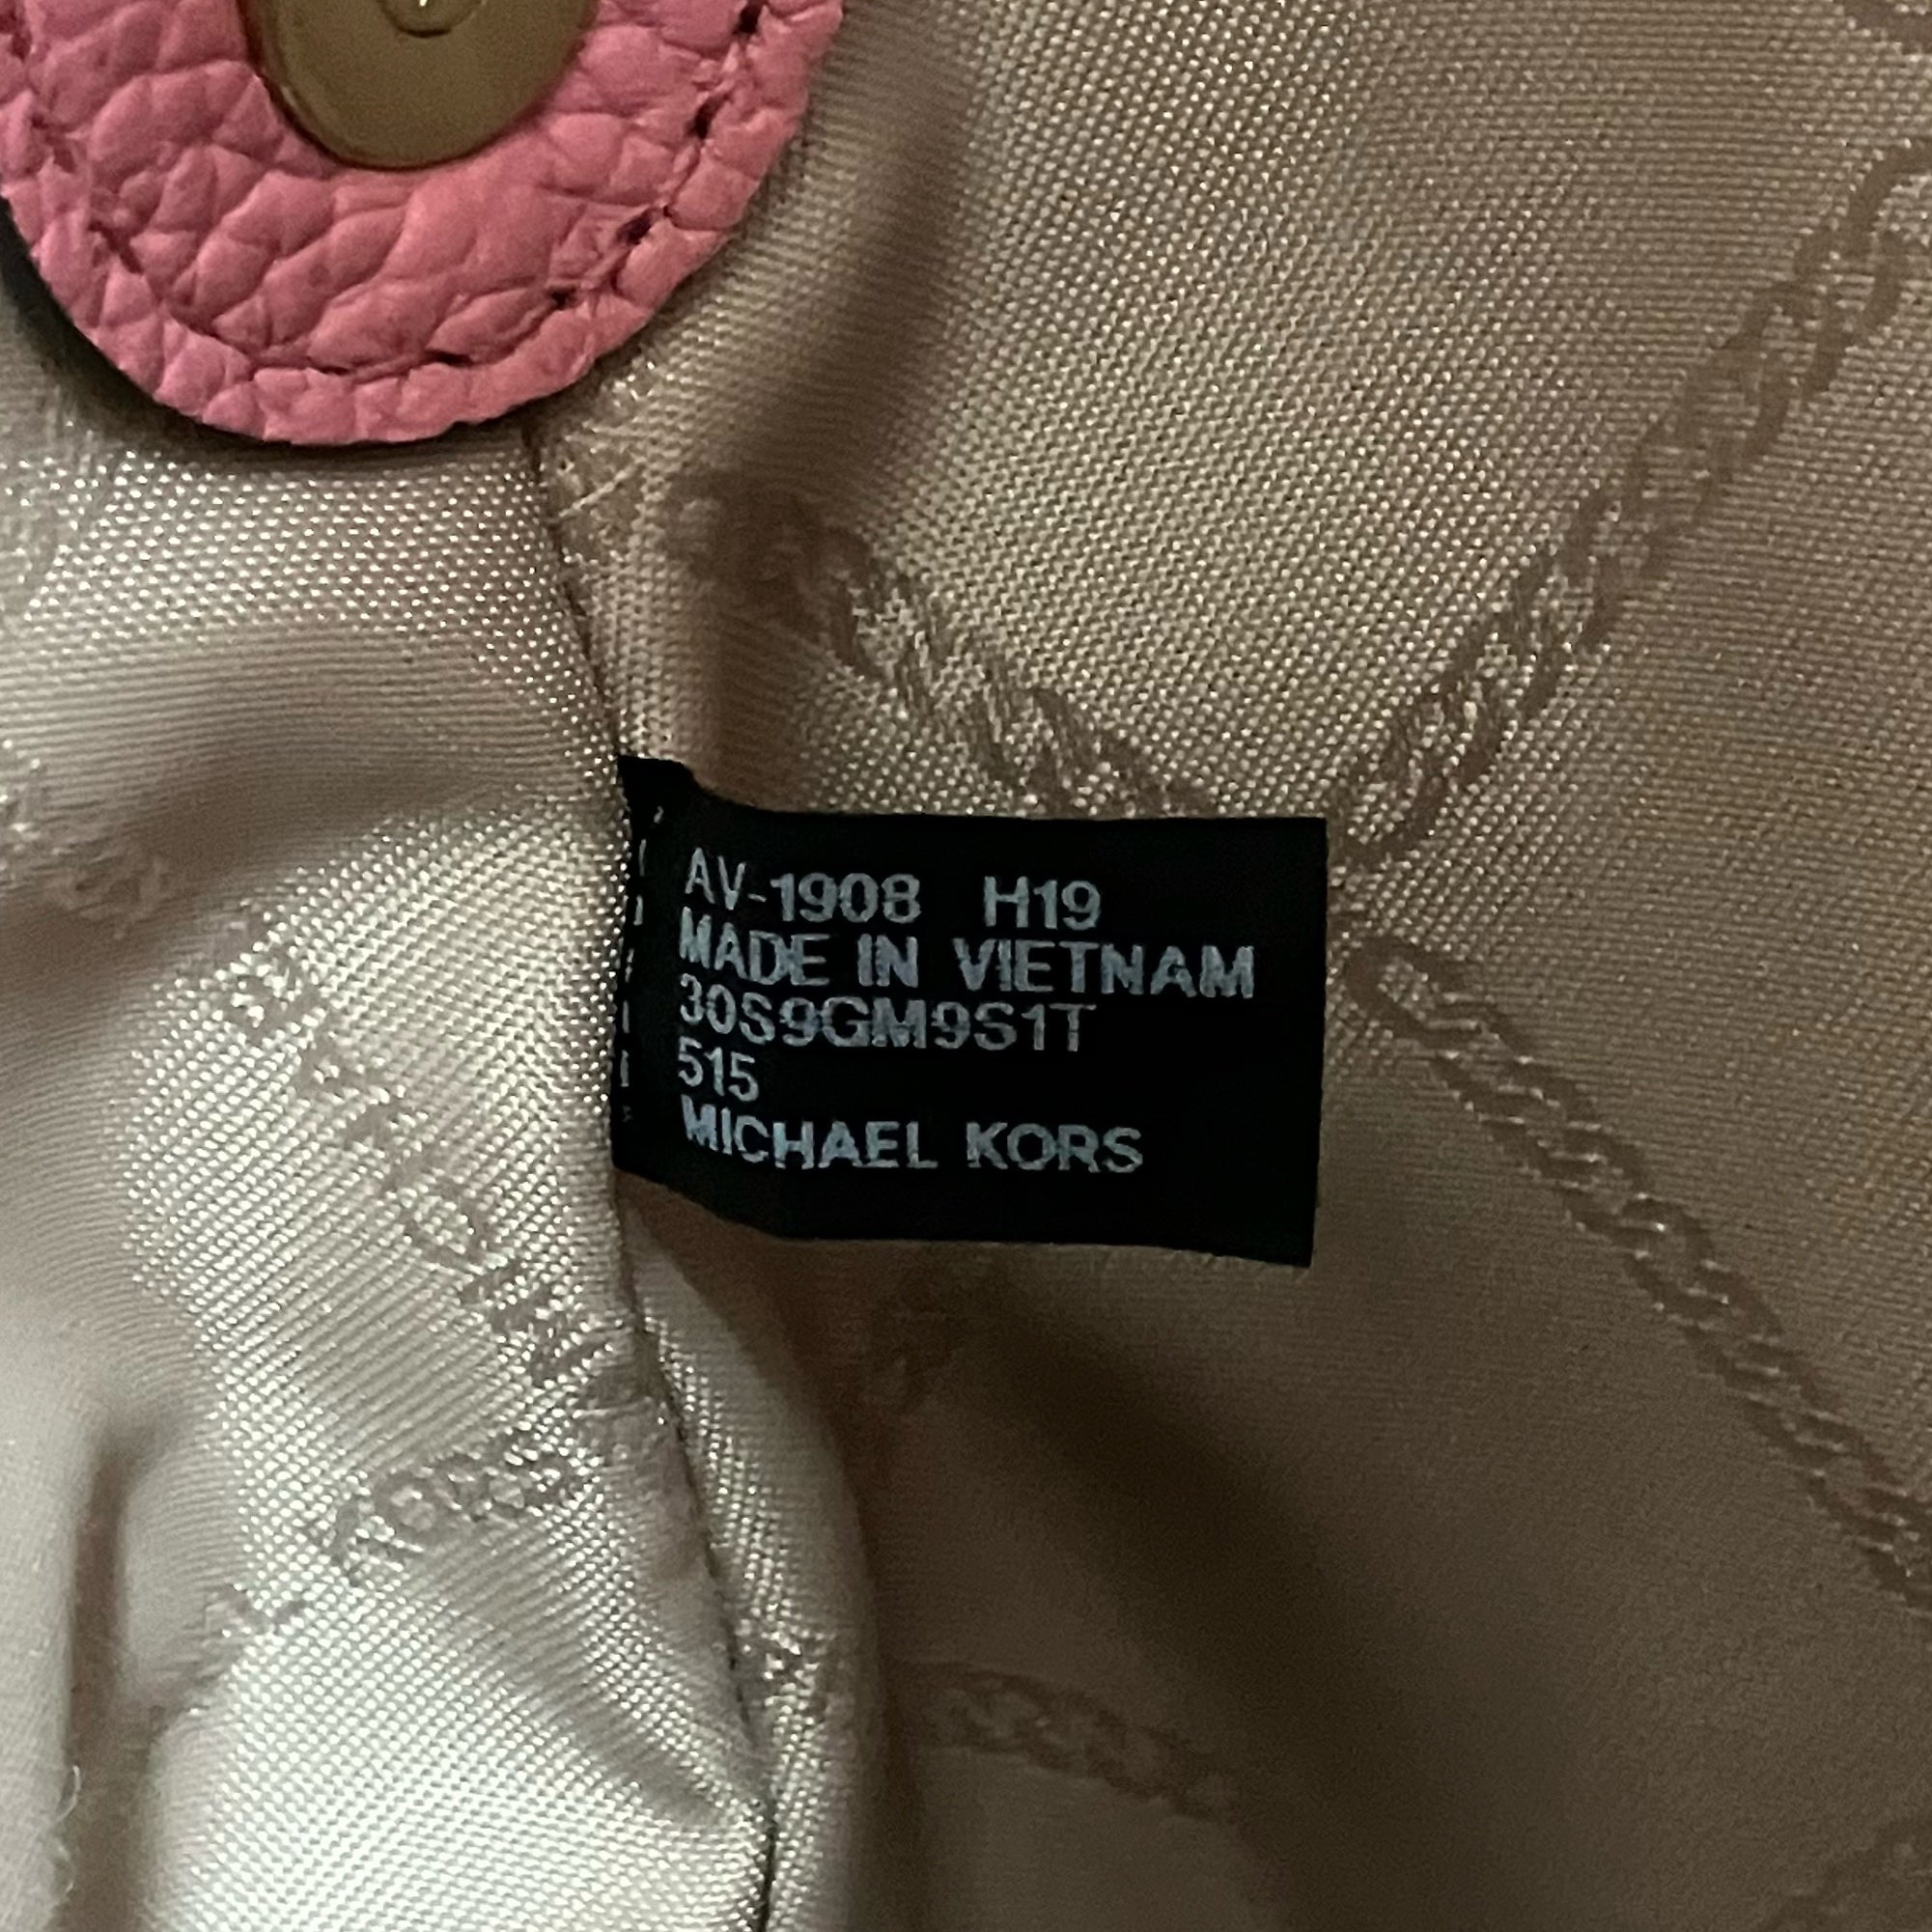 AV-1908 H19
MADE IN VIETNAM
30S9GM9S1T
515
MICHAEL KORS